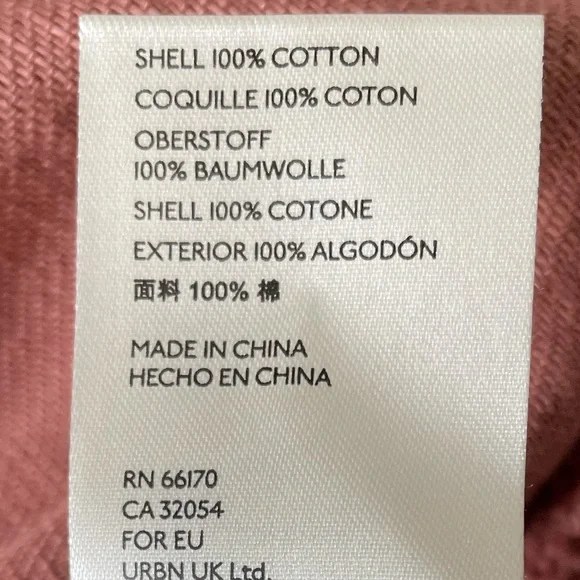 SHELL 100% COTTON
COQUILLE 100% COTON
OBERSTOFF
100% BAUMWOLLE
SHELL 100% COTONE
EXTERIOR 100% ALGODÓN
面料 100% 棉
MADE IN CHINA
HECHO EN CHINA
RN 66170
CA 32054
FOR EU
URBN UK Ltd.